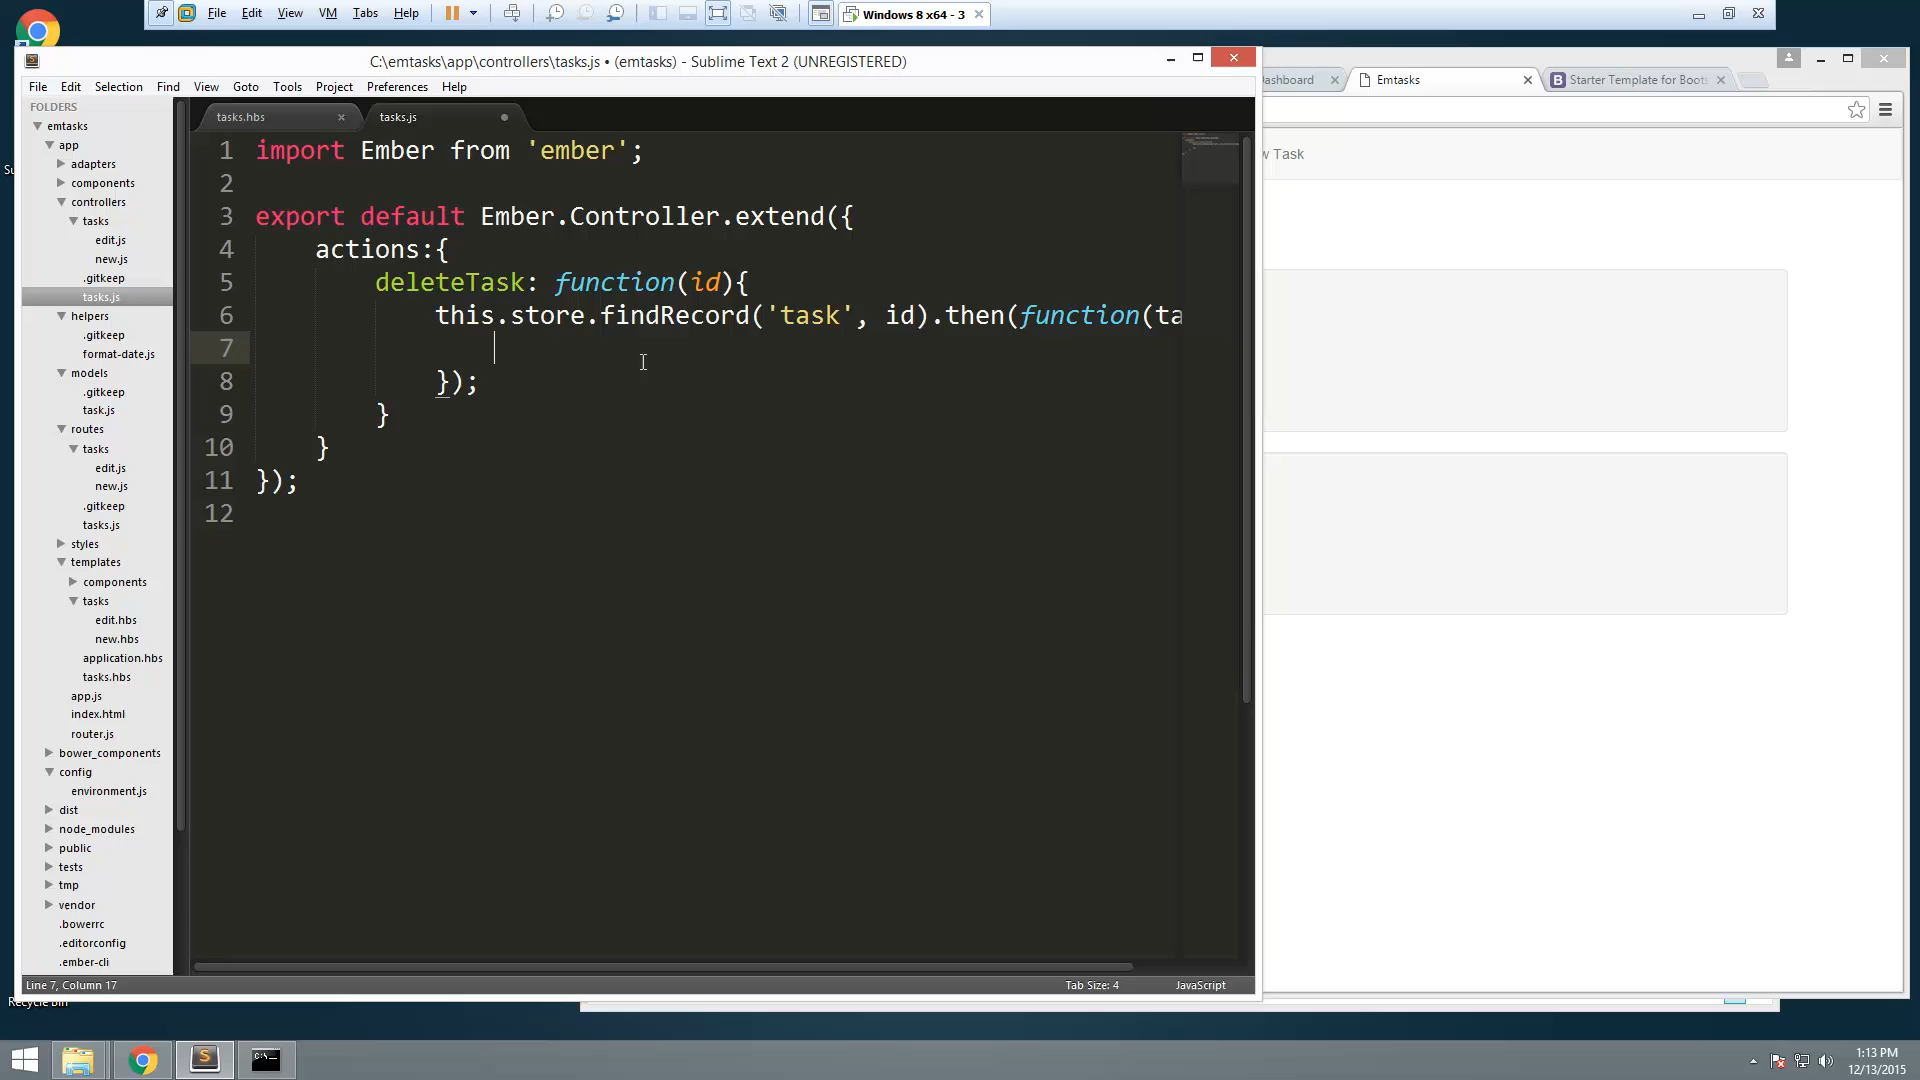 File Edit View VM Tabs Help
Windows 8 x64 - 3
C:\emtasks\app\controllers\tasks.js • (emtasks) - Sublime Text 2 (UNREGISTERED)
File Edit Selection Find View Goto Tools Project Preferences Help
FOLDERS
emtasks
app
adapters
components
controllers
tasks
edit.js
new.js
.gitkeep
tasks.js
helpers
.gitkeep
format-date.js
models
.gitkeep
task.js
routes
tasks
edit.js
new.js
.gitkeep
tasks.js
styles
templates
components
tasks
edit.hbs
new.hbs
application.hbs
tasks.hbs
app.js
index.html
router.js
bower_components
config
environment.js
dist
node_modules
public
tests
tmp
vendor
.bowerrc
.editorconfig
.ember-cli
tasks.hbs
tasks.js
1 import Ember from 'ember';
2
3 export default Ember.Controller.extend({
4 actions:{
5 deleteTask: function(id){
6 this.store.findRecord('task', id).then(function(ta
7
8 });
9 }
10 }
11 });
12
Line 7, Column 17
Tab Size: 4
JavaScript
ashboard
Emtasks
Starter Template for Boots
w Task
Su
Recycle Bin
1:13 PM
12/13/2015